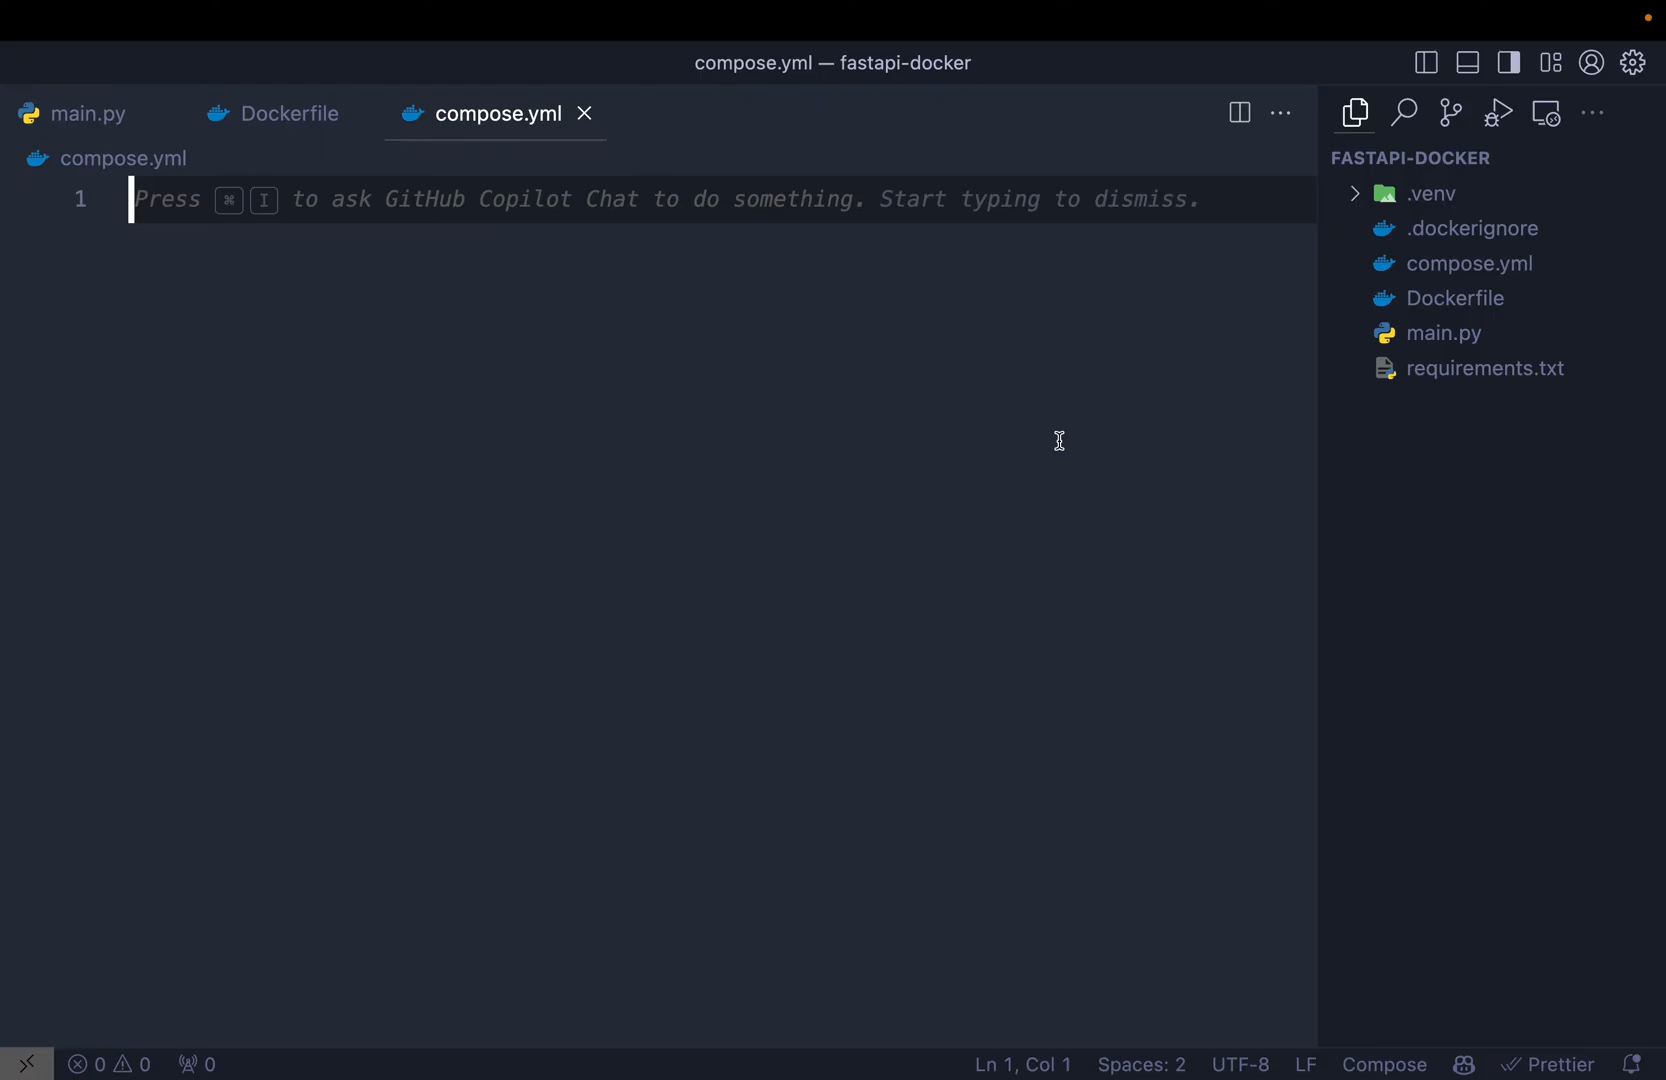 compose.yml — fastapi-docker
main.py
Dockerfile
compose.yml
compose.yml
1
Press ⌘ I to ask GitHub Copilot Chat to do something. Start typing to dismiss.
FASTAPI-DOCKER
.venv
.dockerignore
compose.yml
Dockerfile
main.py
requirements.txt
0 0 0 Ln 1, Col 1 Spaces: 2 UTF-8 LF Compose Prettier